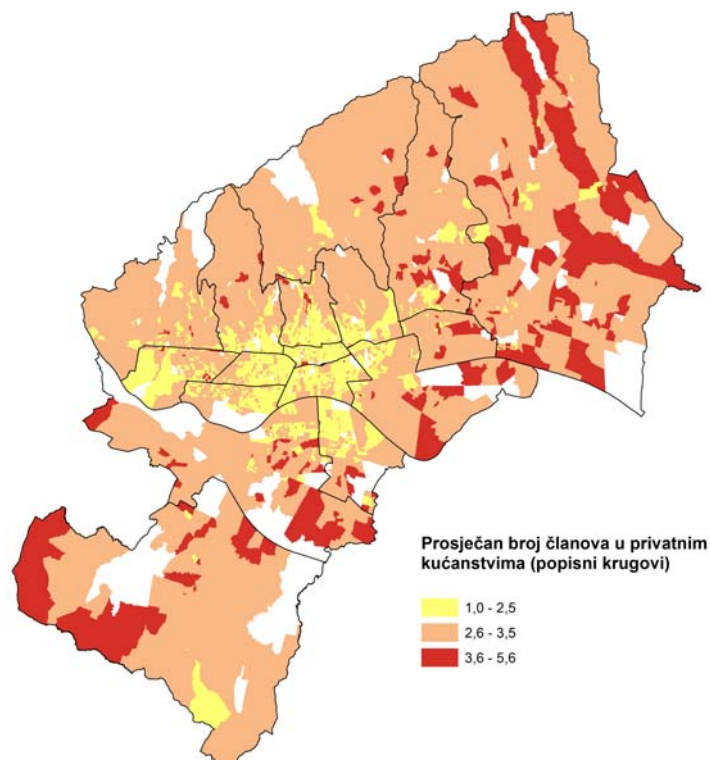 Prosječan broj članova u privatnim
kućanstvima (popisni krugovi)
1,0 - 2,5
2,6 - 3,5
3,6 - 5,6